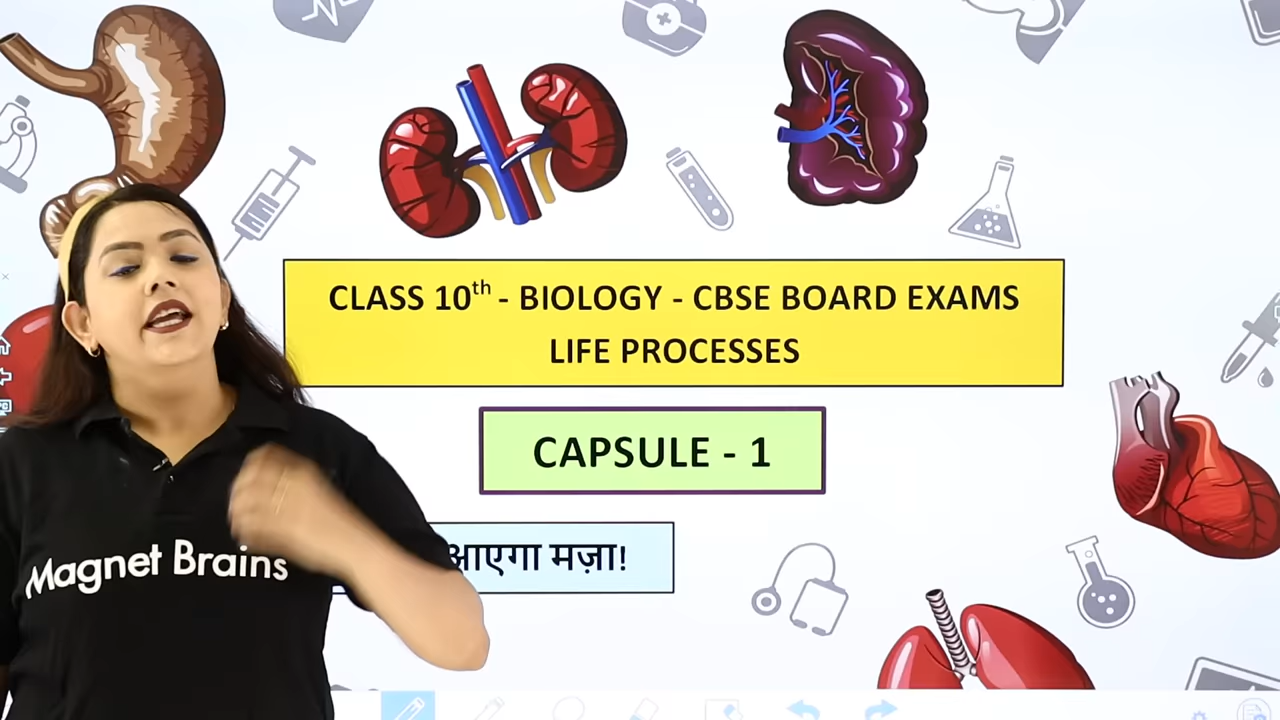 CLASS 10th - BIOLOGY - CBSE BOARD EXAMS
LIFE PROCESSES
CAPSULE - 1
आएगा मज़ा!
Magnet Brains